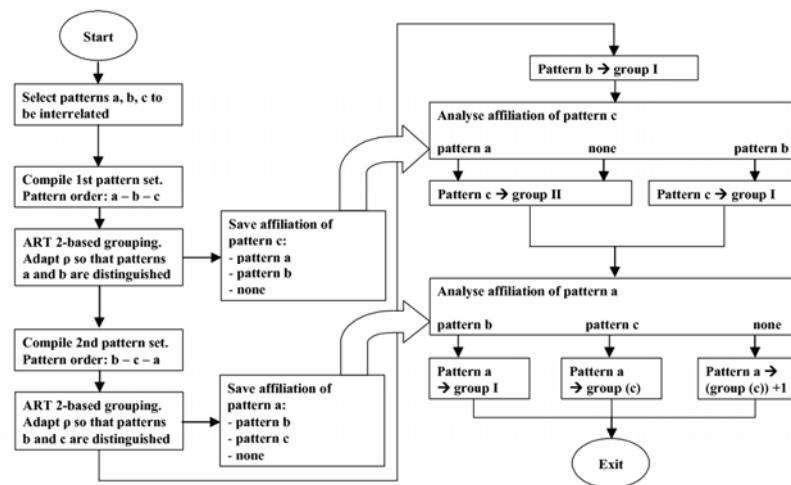 Start
Select patterns a, b, c to
be interrelated
Compile 1st pattern set.
Pattern order: a – b – c
ART 2-based grouping.
Adapt ρ so that patterns
a and b are distinguished
Save affiliation of
pattern c:
- pattern a
- pattern b
- none
Compile 2nd pattern set.
Pattern order: b – c – a
ART 2-based grouping.
Adapt ρ so that patterns
b and c are distinguished
Save affiliation of
pattern a:
- pattern b
- pattern c
- none
Pattern b → group I
Analyse affiliation of pattern c
pattern a none pattern b
Pattern c → group II
Pattern c → group I
Analyse affiliation of pattern a
pattern b pattern c none
Pattern a
→ group I
Pattern a
→ group (c)
Pattern a →
(group (c)) +1
Exit